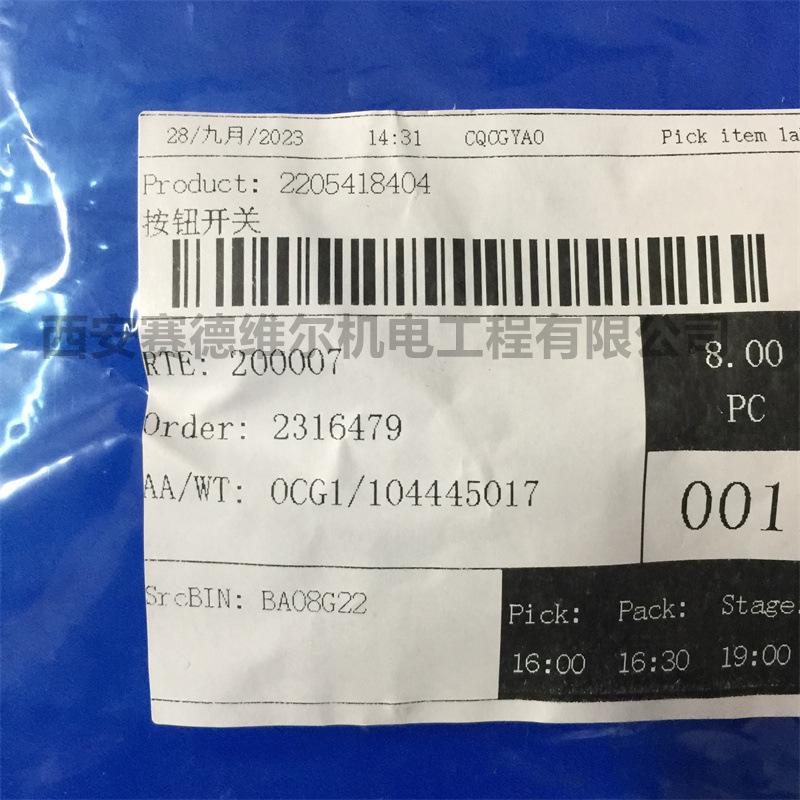 28/九月/2023 14:31 CQCGYAO Pick item la
Product: 2205418404
按钮开关
西安赛德维尔机电工程有限公司
RTE: 200007
8.00
PC
Order: 2316479
AA/WT: OCG1/104445017
001
SrcBIN: BA08G22
Pick: Pack: Stage:
16:00 16:30 19:00